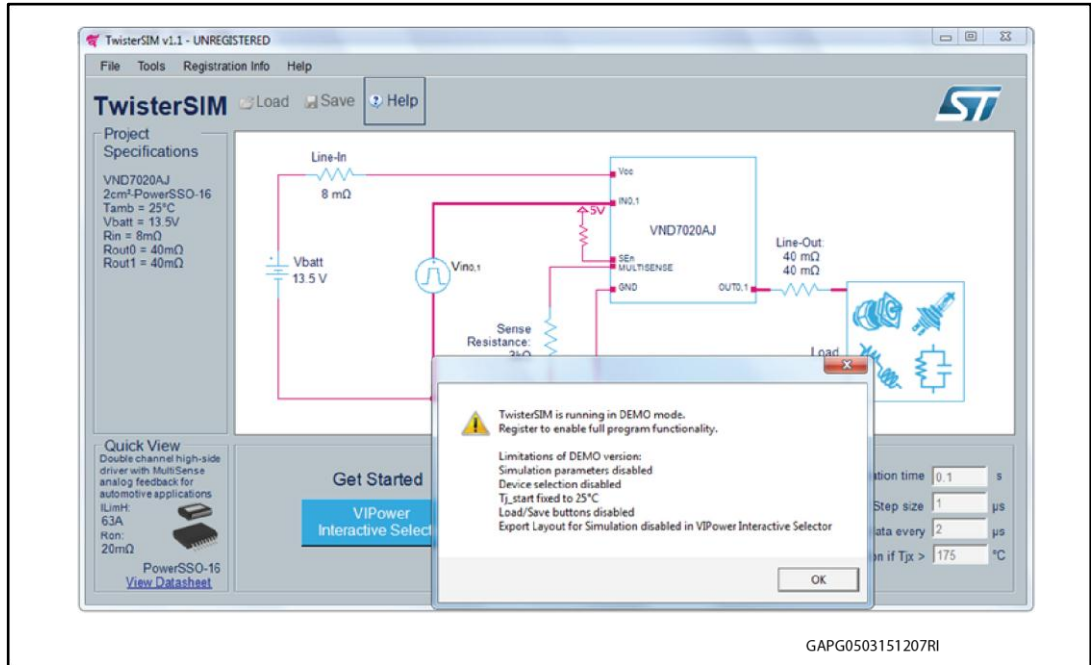 TwisterSIM v1.1 - UNREGISTERED
File Tools Registration Info Help
TwisterSIM Load Save Help
ST
Project
Specifications
VND7020AJ
2cm²-PowerSSO-16
Tamb = 25°C
Vbatt = 13.5V
Rin = 8mΩ
Rout0 = 40mΩ
Rout1 = 40mΩ
Line-In
8 mΩ
Vbatt
13.5 V
Vin0,1
5V
Vcc
IN0,1
VND7020AJ
SEn
MULTISENSE
GND
OUT0,1
Line-Out:
40 mΩ
40 mΩ
Sense
Resistance:
Load
TwisterSIM is running in DEMO mode.
Register to enable full program functionality.
Limitations of DEMO version:
Simulation parameters disabled
Device selection disabled
Tj_start fixed to 25°C
Load/Save buttons disabled
Export Layout for Simulation disabled in VIPower Interactive Selector
OK
Quick View
Double channel high-side
driver with MultiSense
analog feedback for
automotive applications
ILimH:
63A
Ron:
20mΩ
PowerSSO-16
View Datasheet
Get Started
VIPower
Interactive Select
ation time 0.1 s
Step size 1 µs
ata every 2 µs
on if Tjx > 175 °C
GAPG0503151207RI